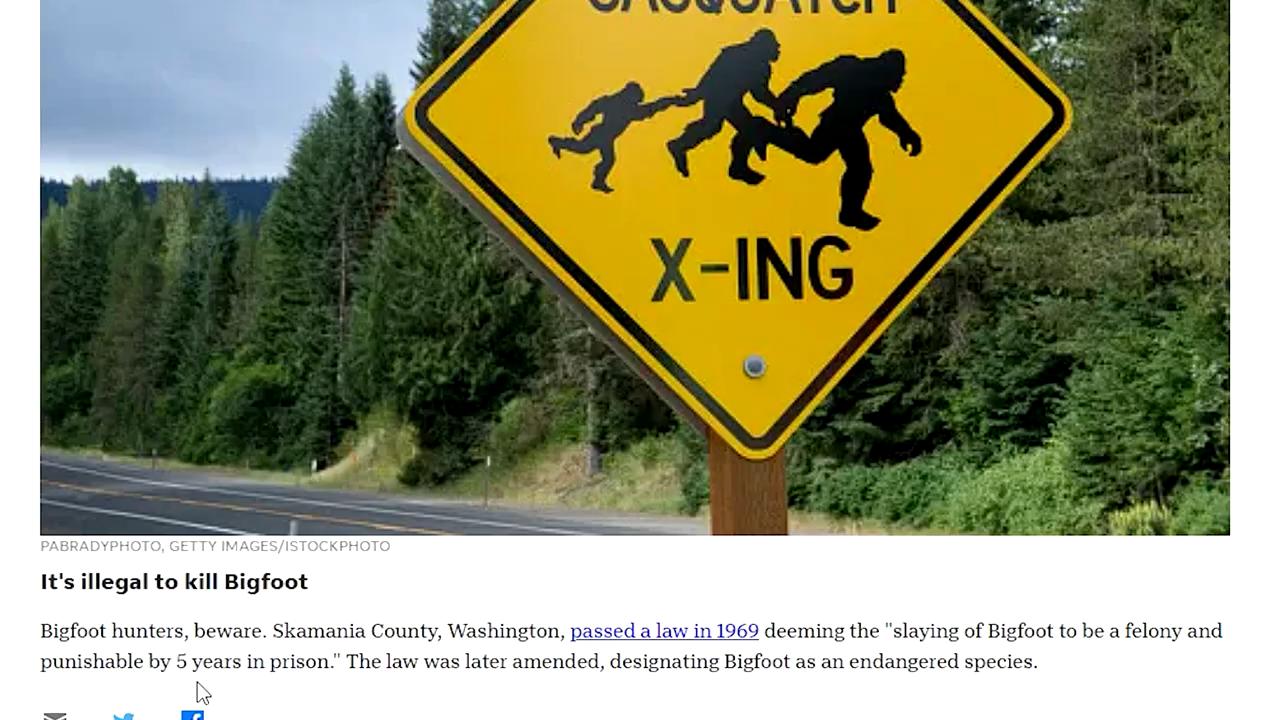 SASQUATCH
X-ING
PABRADYPHOTO, GETTY IMAGES/ISTOCKPHOTO
It's illegal to kill Bigfoot
Bigfoot hunters, beware. Skamania County, Washington, passed a law in 1969 deeming the "slaying of Bigfoot to be a felony and
punishable by 5 years in prison." The law was later amended, designating Bigfoot as an endangered species.